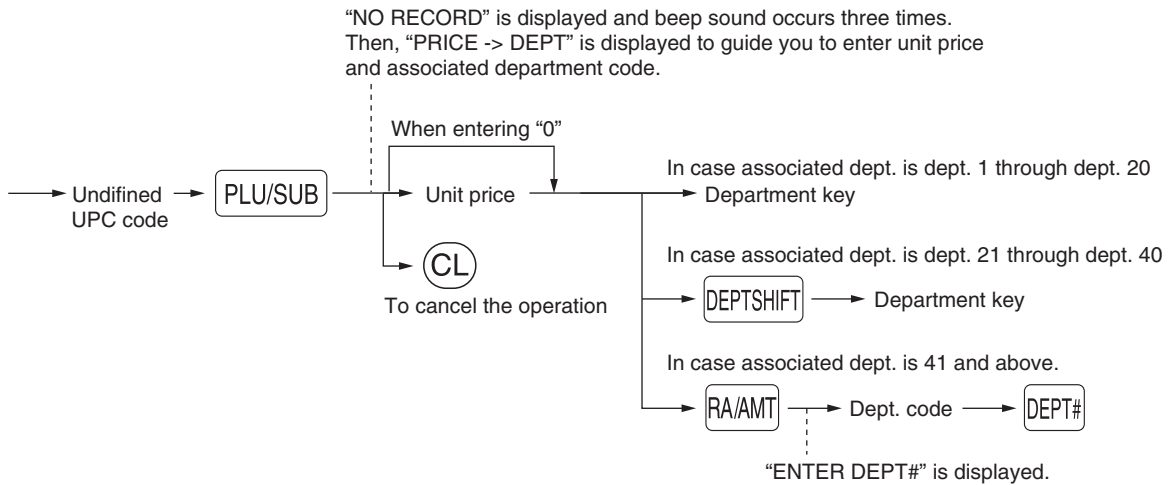 “NO RECORD” is displayed and beep sound occurs three times.
Then, “PRICE -> DEPT” is displayed to guide you to enter unit price
and associated department code.
When entering “0”
Undifined
UPC code
PLU/SUB
Unit price
CL
To cancel the operation
In case associated dept. is dept. 1 through dept. 20
Department key
In case associated dept. is dept. 21 through dept. 40
DEPTSHIFT
Department key
In case associated dept. is 41 and above.
RA/AMT
Dept. code
DEPT#
“ENTER DEPT#” is displayed.